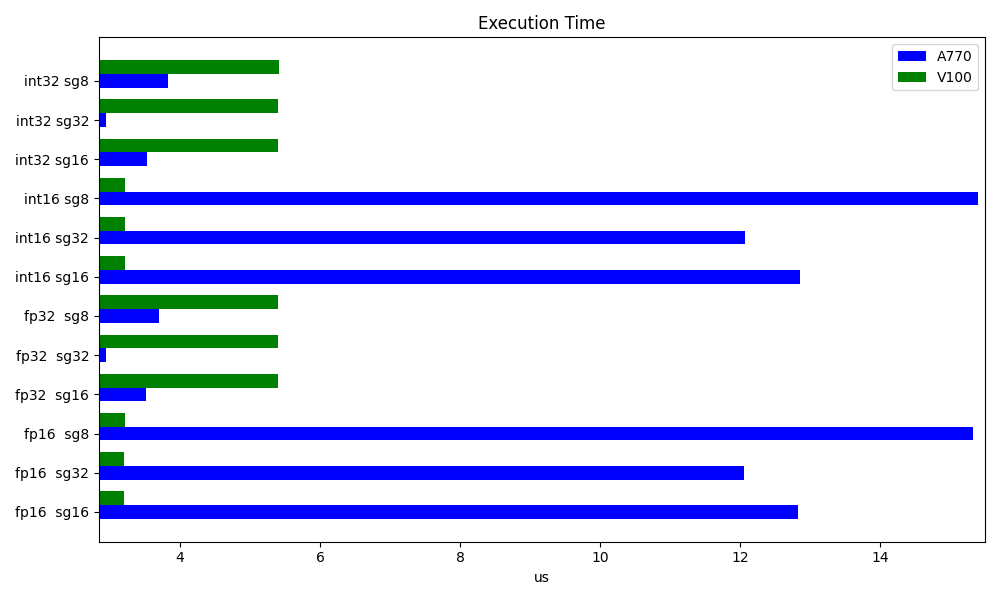 Execution Time
A770
V100
int32 sg8
int32 sg32
int32 sg16
int16 sg8
int16 sg32
int16 sg16
fp32  sg8
fp32  sg32
fp32  sg16
fp16  sg8
fp16  sg32
fp16  sg16
4 6 8 10 12 14
us